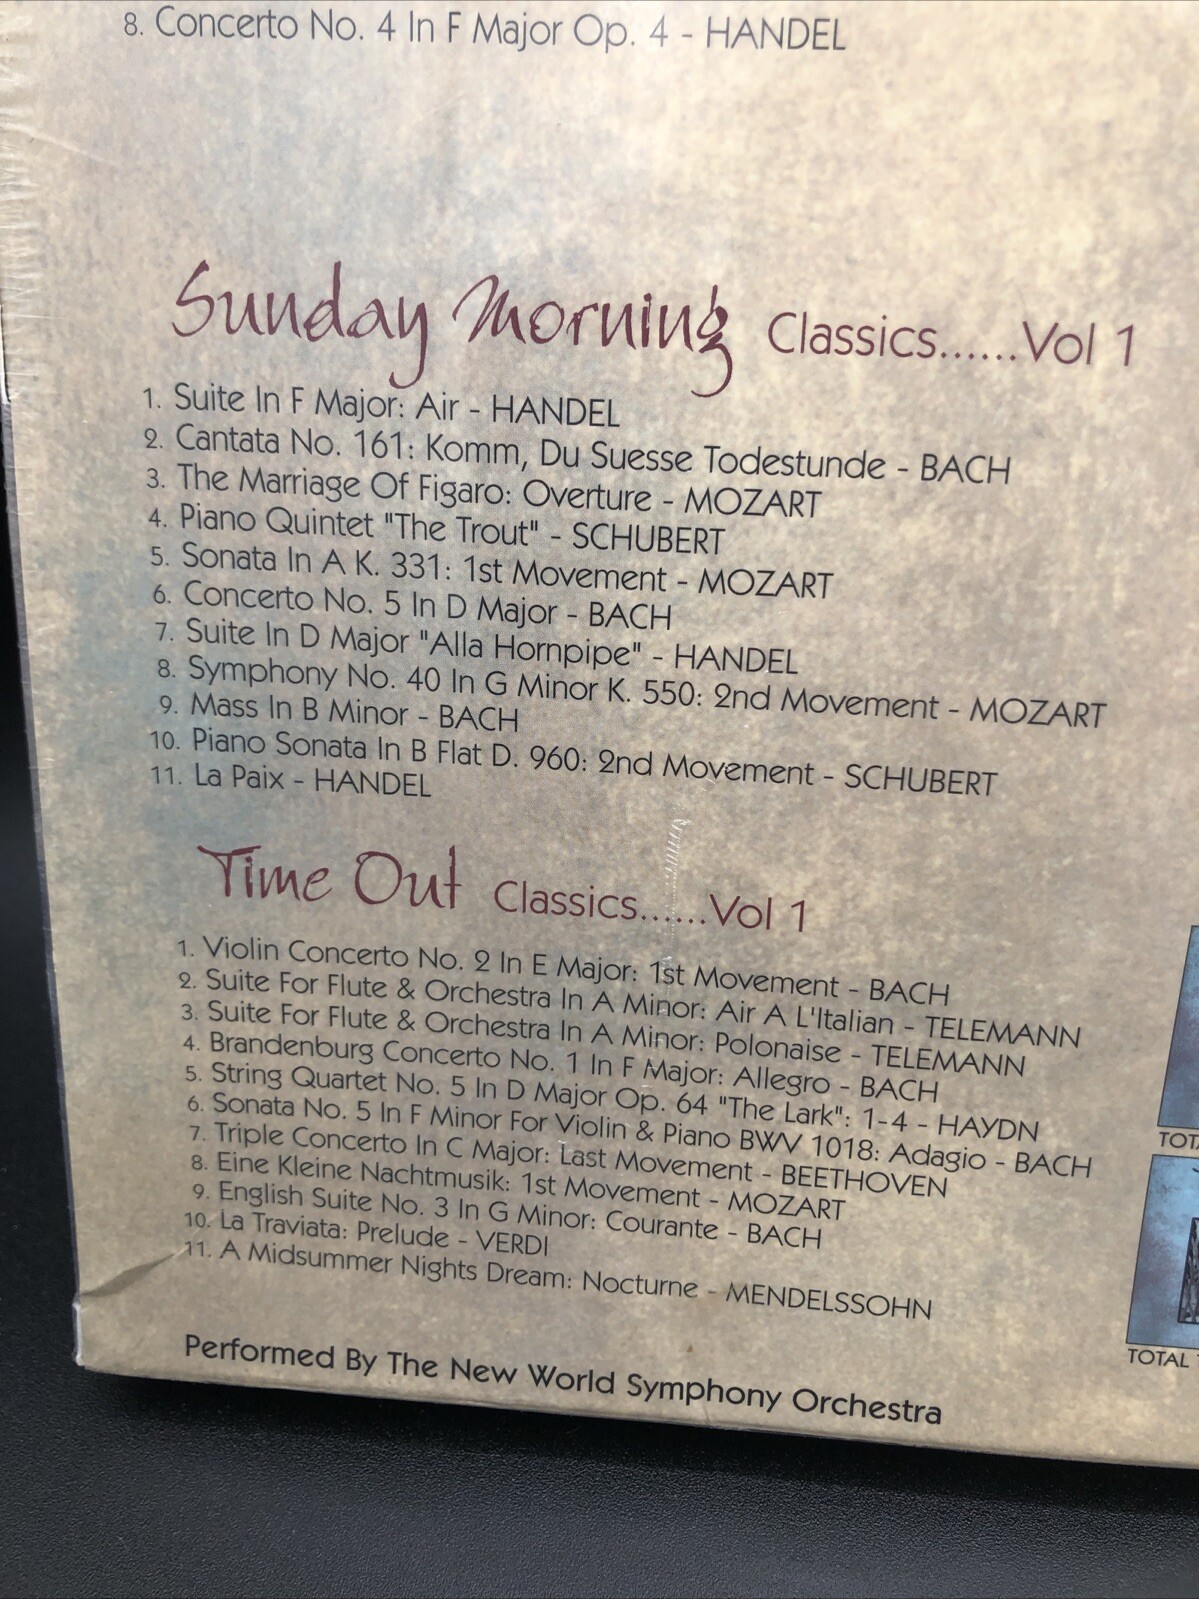 8. Concerto No. 4 In F Major Op. 4 - HANDEL
Sunday Morning Classics......Vol 1
1. Suite In F Major: Air - HANDEL
2. Cantata No. 161: Komm, Du Suesse Todestunde - BACH
3. The Marriage Of Figaro: Overture - MOZART
4. Piano Quintet "The Trout" - SCHUBERT
5. Sonata In A K. 331: 1st Movement - MOZART
6. Concerto No. 5 In D Major - BACH
7. Suite In D Major "Alla Hornpipe" - HANDEL
8. Symphony No. 40 In G Minor K. 550: 2nd Movement - MOZART
9. Mass In B Minor - BACH
10. Piano Sonata In B Flat D. 960: 2nd Movement - SCHUBERT
11. La Paix - HANDEL
Time Out Classics......Vol 1
1. Violin Concerto No. 2 In E Major: 1st Movement - BACH
2. Suite For Flute & Orchestra In A Minor: Air A L'Italian - TELEMANN
3. Suite For Flute & Orchestra In A Minor: Polonaise - TELEMANN
4. Brandenburg Concerto No. 1 In F Major: Allegro - BACH
5. String Quartet No. 5 In D Major Op. 64 "The Lark": 1-4 - HAYDN
6. Sonata No. 5 In F Minor For Violin & Piano BWV 1018: Adagio - BACH
7. Triple Concerto In C Major: Last Movement - BEETHOVEN
8. Eine Kleine Nachtmusik: 1st Movement - MOZART
9. English Suite No. 3 In G Minor: Courante - BACH
10. La Traviata: Prelude - VERDI
11. A Midsummer Nights Dream: Nocturne - MENDELSSOHN
Performed By The New World Symphony Orchestra
TOTAL